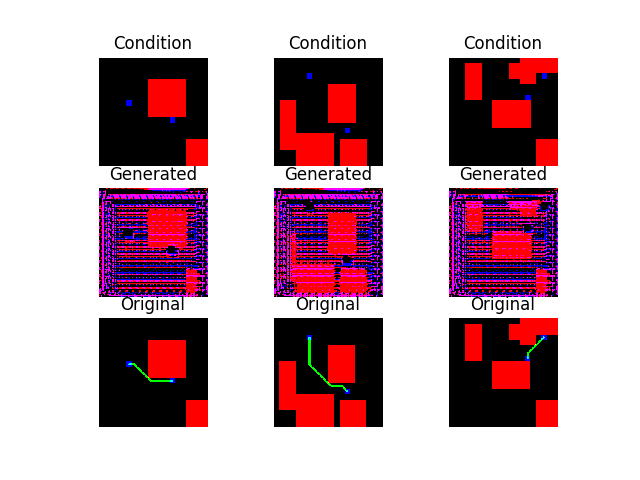 Condition Condition Condition
Generated Generated Generated
Original Original Original